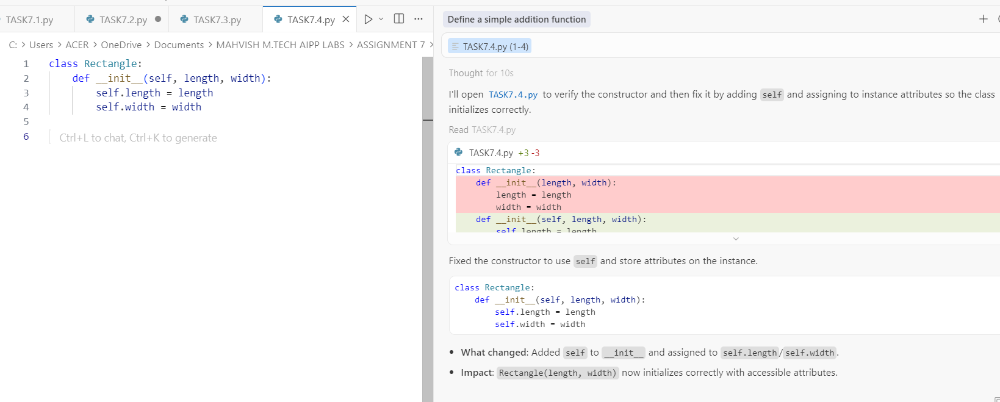 TASK7.1.py TASK7.2.py TASK7.3.py TASK7.4.py
C: > Users > ACER > OneDrive > Documents > MAHVISH M.TECH AIPP LABS > ASSIGNMENT 7 >
1 class Rectangle:
2 def __init__(self, length, width):
3 self.length = length
4 self.width = width
5
6 Ctrl+L to chat, Ctrl+K to generate
Define a simple addition function
TASK7.4.py (1-4)
Thought for 10s
I'll open TASK7.4.py to verify the constructor and then fix it by adding self and assigning to instance attributes so the class
initializes correctly.
Read TASK7.4.py
TASK7.4.py +3 -3
class Rectangle:
def __init__(length, width):
length = length
width = width
def __init__(self, length, width):
self.length = length
Fixed the constructor to use self and store attributes on the instance.
class Rectangle:
def __init__(self, length, width):
self.length = length
self.width = width
• What changed: Added self to __init__ and assigned to self.length/self.width.
• Impact: Rectangle(length, width) now initializes correctly with accessible attributes.